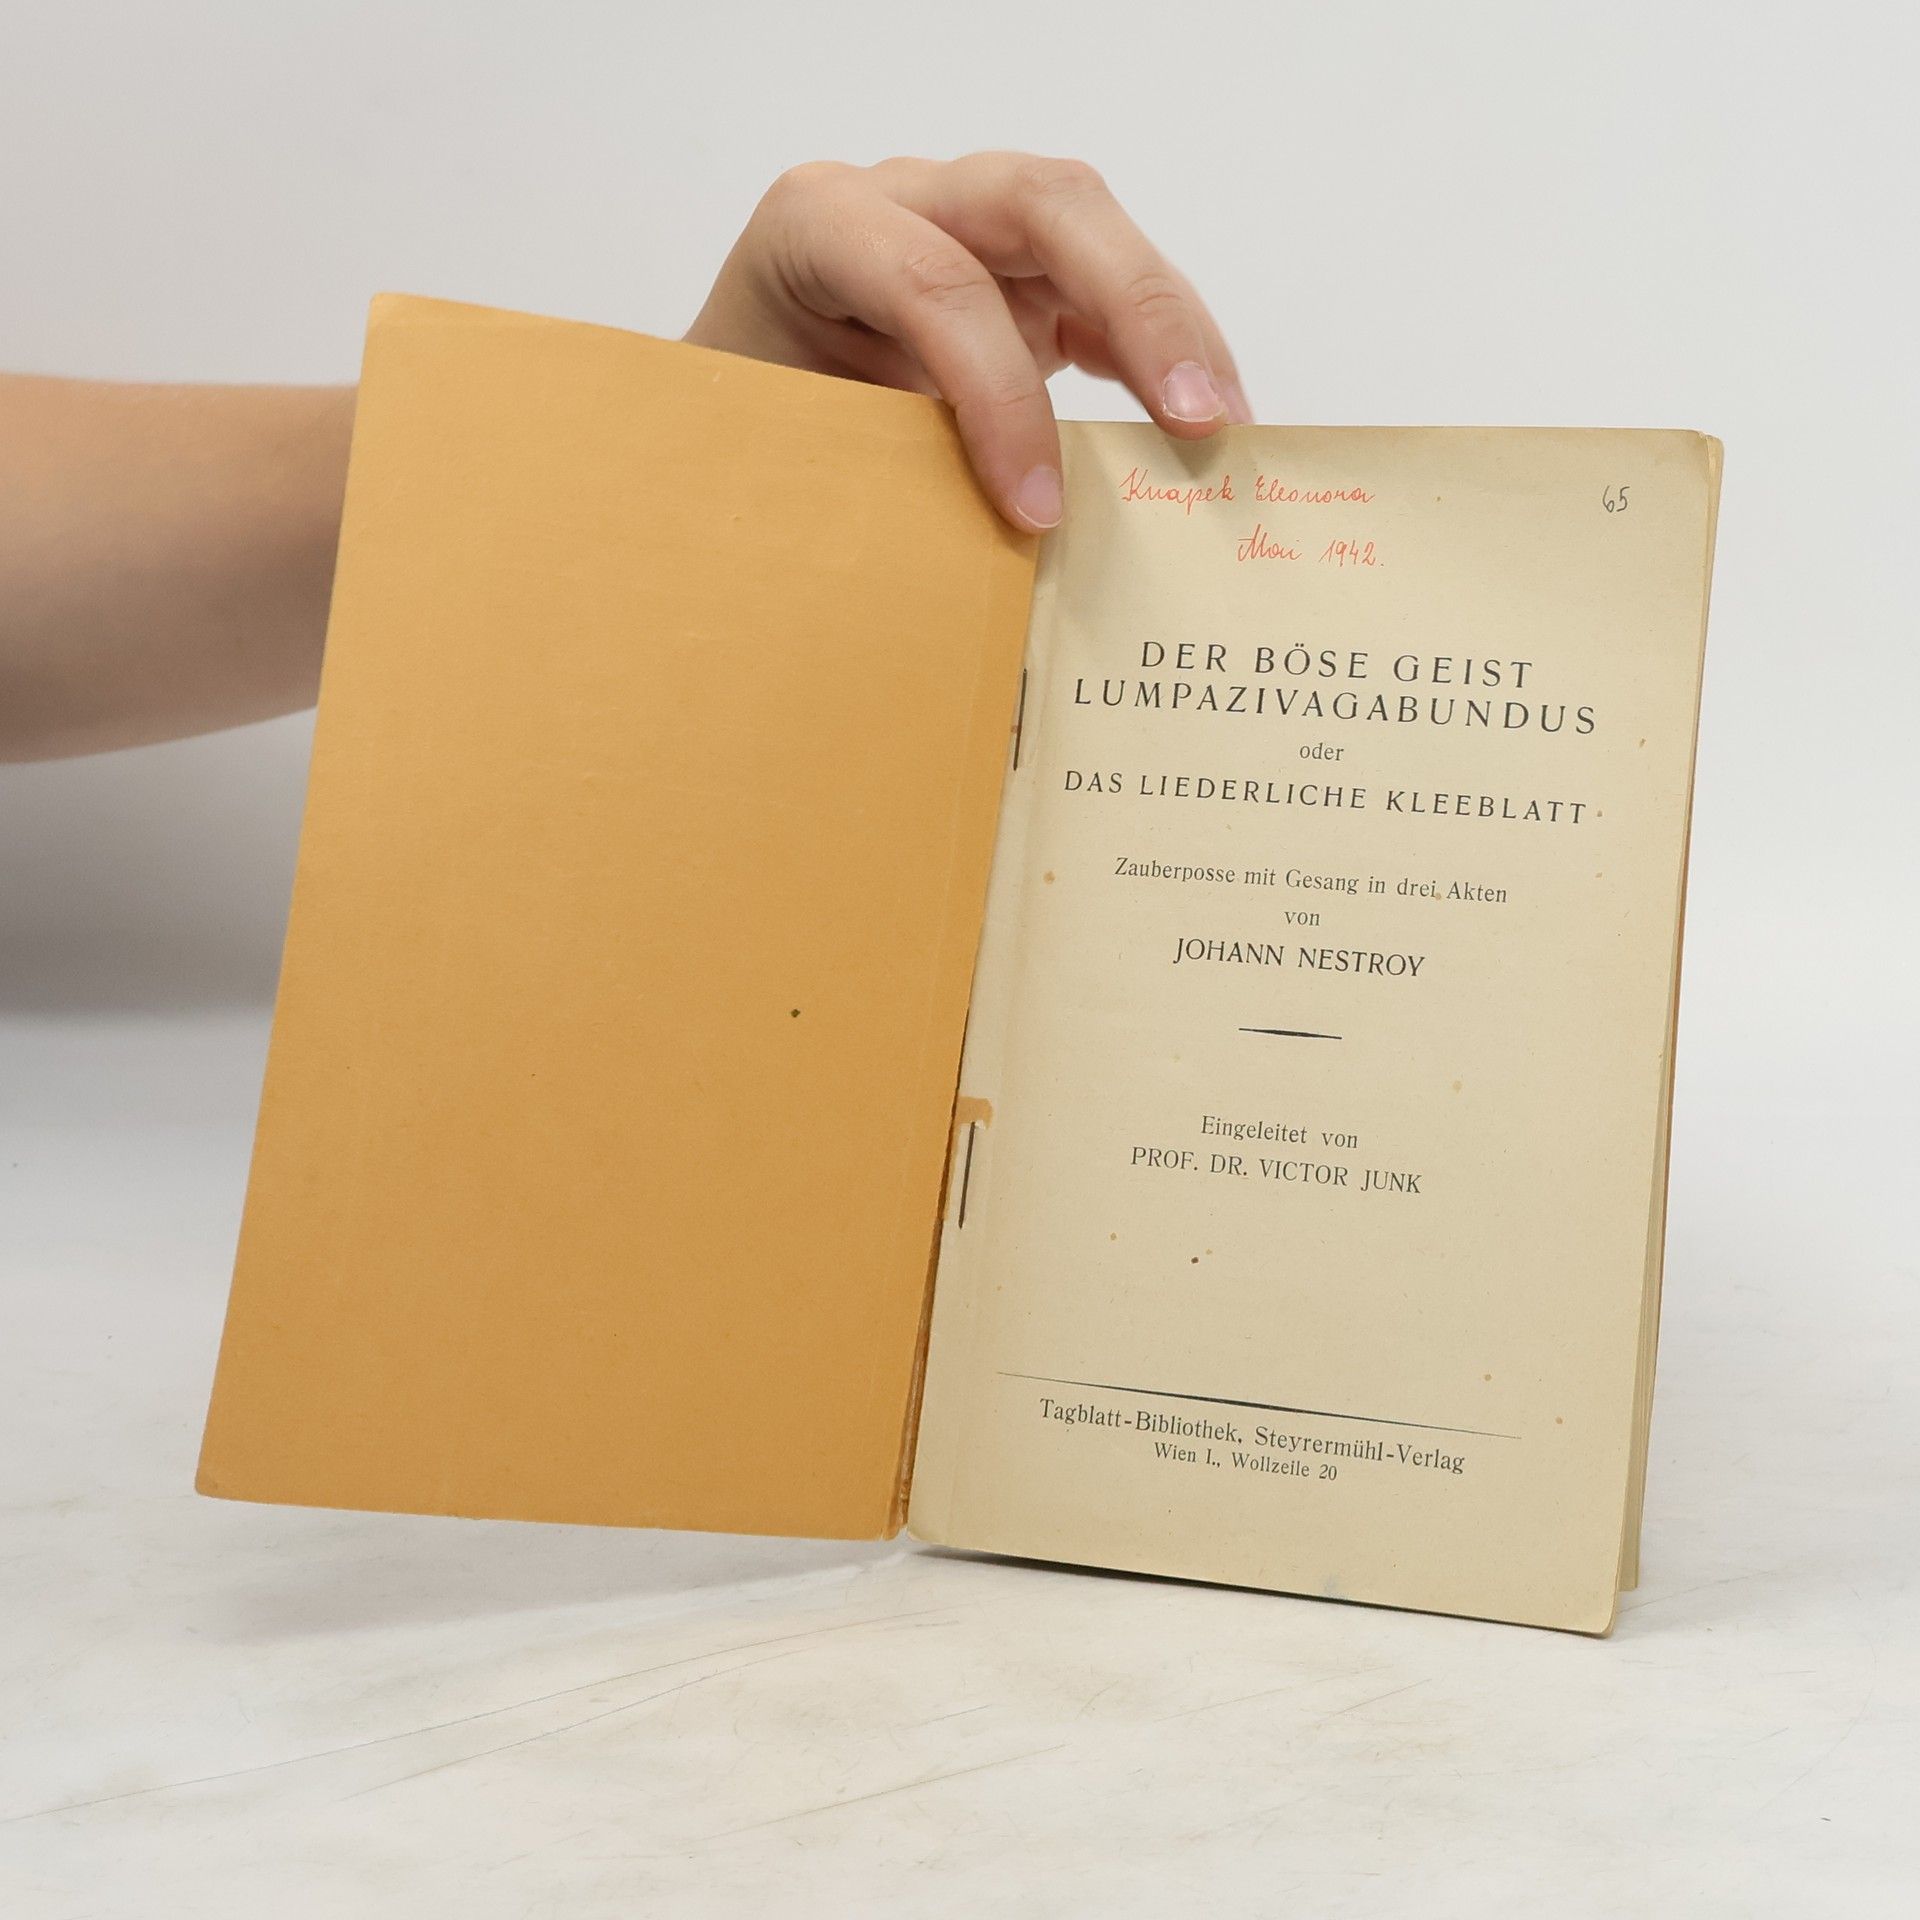 Knapek Eleonora
65
Mai 1942.
DER BÖSE GEIST
LUMPAZIVAGABUNDUS
oder
DAS LIEDERLICHE KLEEBLATT
Zauberposse mit Gesang in drei Akten
von
JOHANN NESTROY
Eingeleitet von
PROF. DR. VICTOR JUNK
Tagblatt-Bibliothek, Steyrermühl-Verlag
Wien I., Wollzeile 20